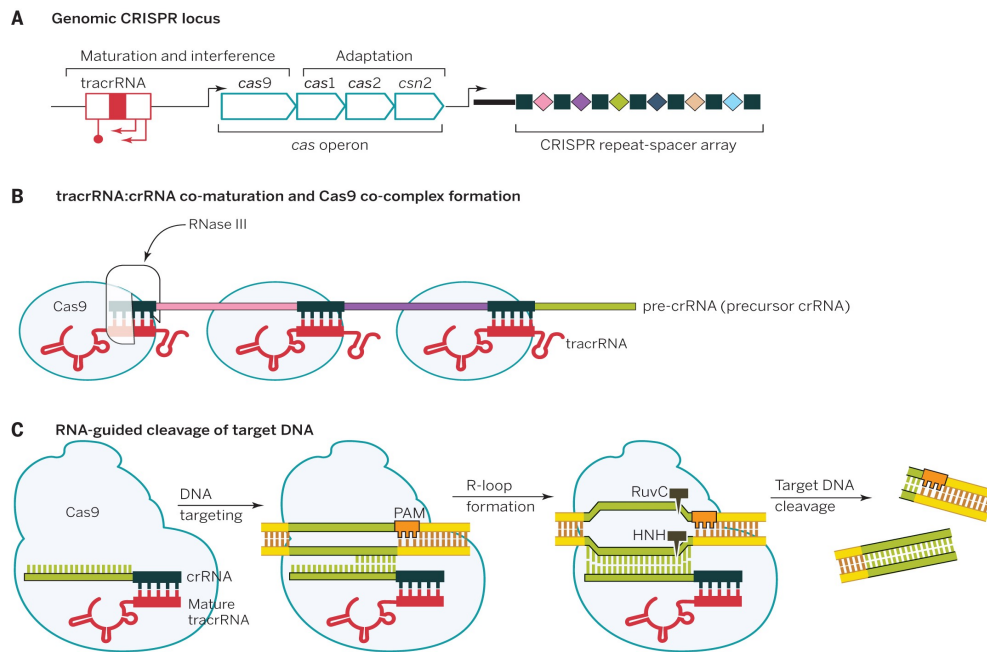 A Genomic CRISPR locus
Maturation and interference
Adaptation
tracrRNA
cas9
cas1
cas2
csn2
cas operon
CRISPR repeat-spacer array
B tracrRNA:crRNA co-maturation and Cas9 co-complex formation
RNase III
Cas9
pre-crRNA (precursor crRNA)
tracrRNA
C RNA-guided cleavage of target DNA
Cas9
DNA
targeting
PAM
R-loop
formation
RuvC
HNH
Target DNA
cleavage
crRNA
Mature
tracrRNA